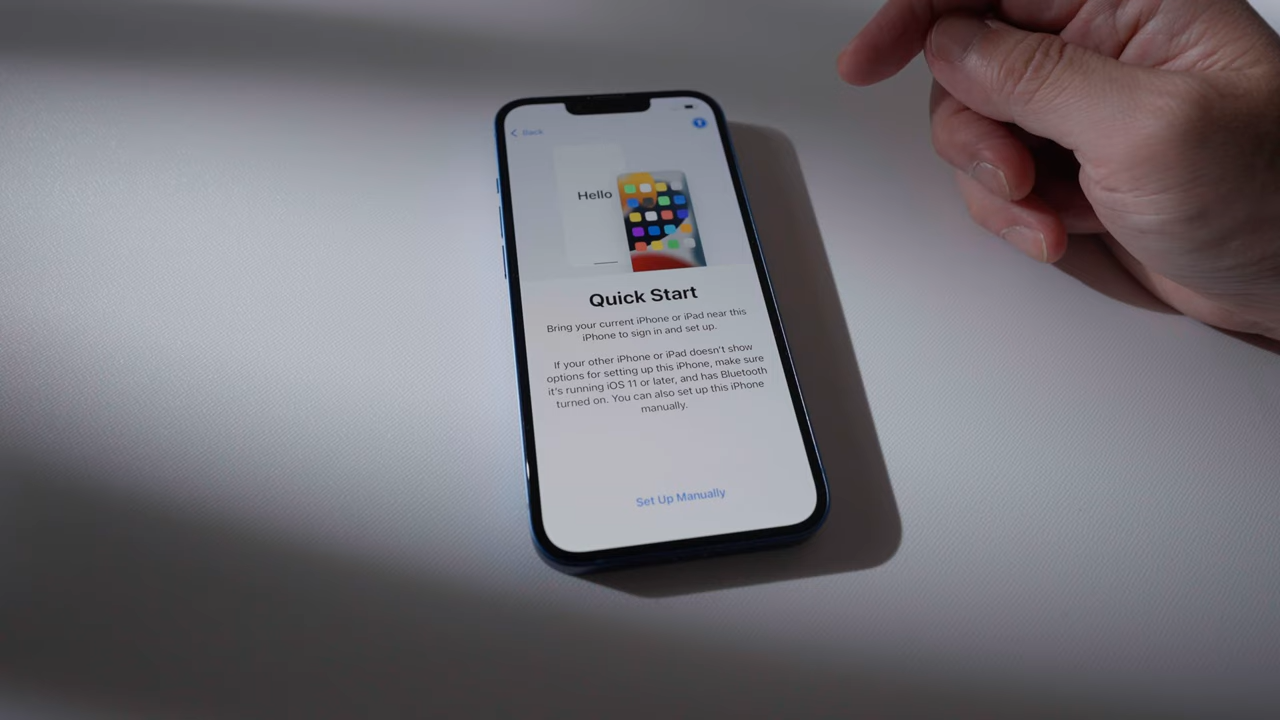 Back
Hello
Quick Start
Bring your current iPhone or iPad near this
iPhone to sign in and set up.
If your other iPhone or iPad doesn't show
options for setting up this iPhone, make sure
it's running iOS 11 or later, and has Bluetooth
turned on. You can also set up this iPhone
manually.
Set Up Manually